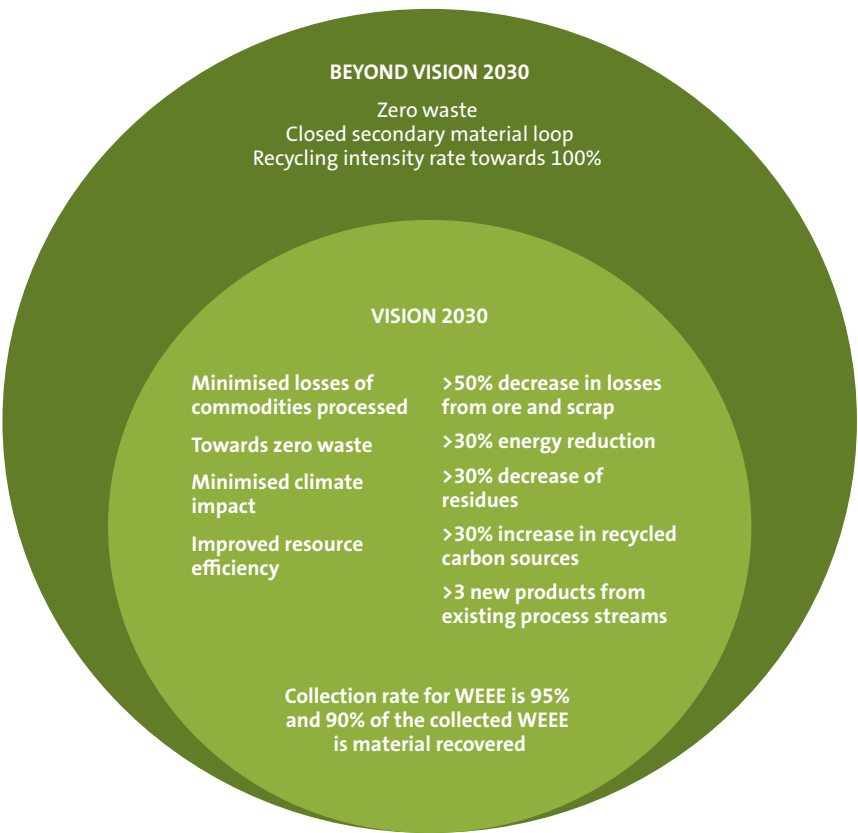 BEYOND VISION 2030
Zero waste
Closed secondary material loop
Recycling intensity rate towards 100%
VISION 2030
Minimised losses of
commodities processed
Towards zero waste
Minimised climate
impact
Improved resource
efficiency
>50% decrease in losses
from ore and scrap
>30% energy reduction
>30% decrease of
residues
>30% increase in recycled
carbon sources
>3 new products from
existing process streams
Collection rate for WEEE is 95%
and 90% of the collected WEEE
is material recovered